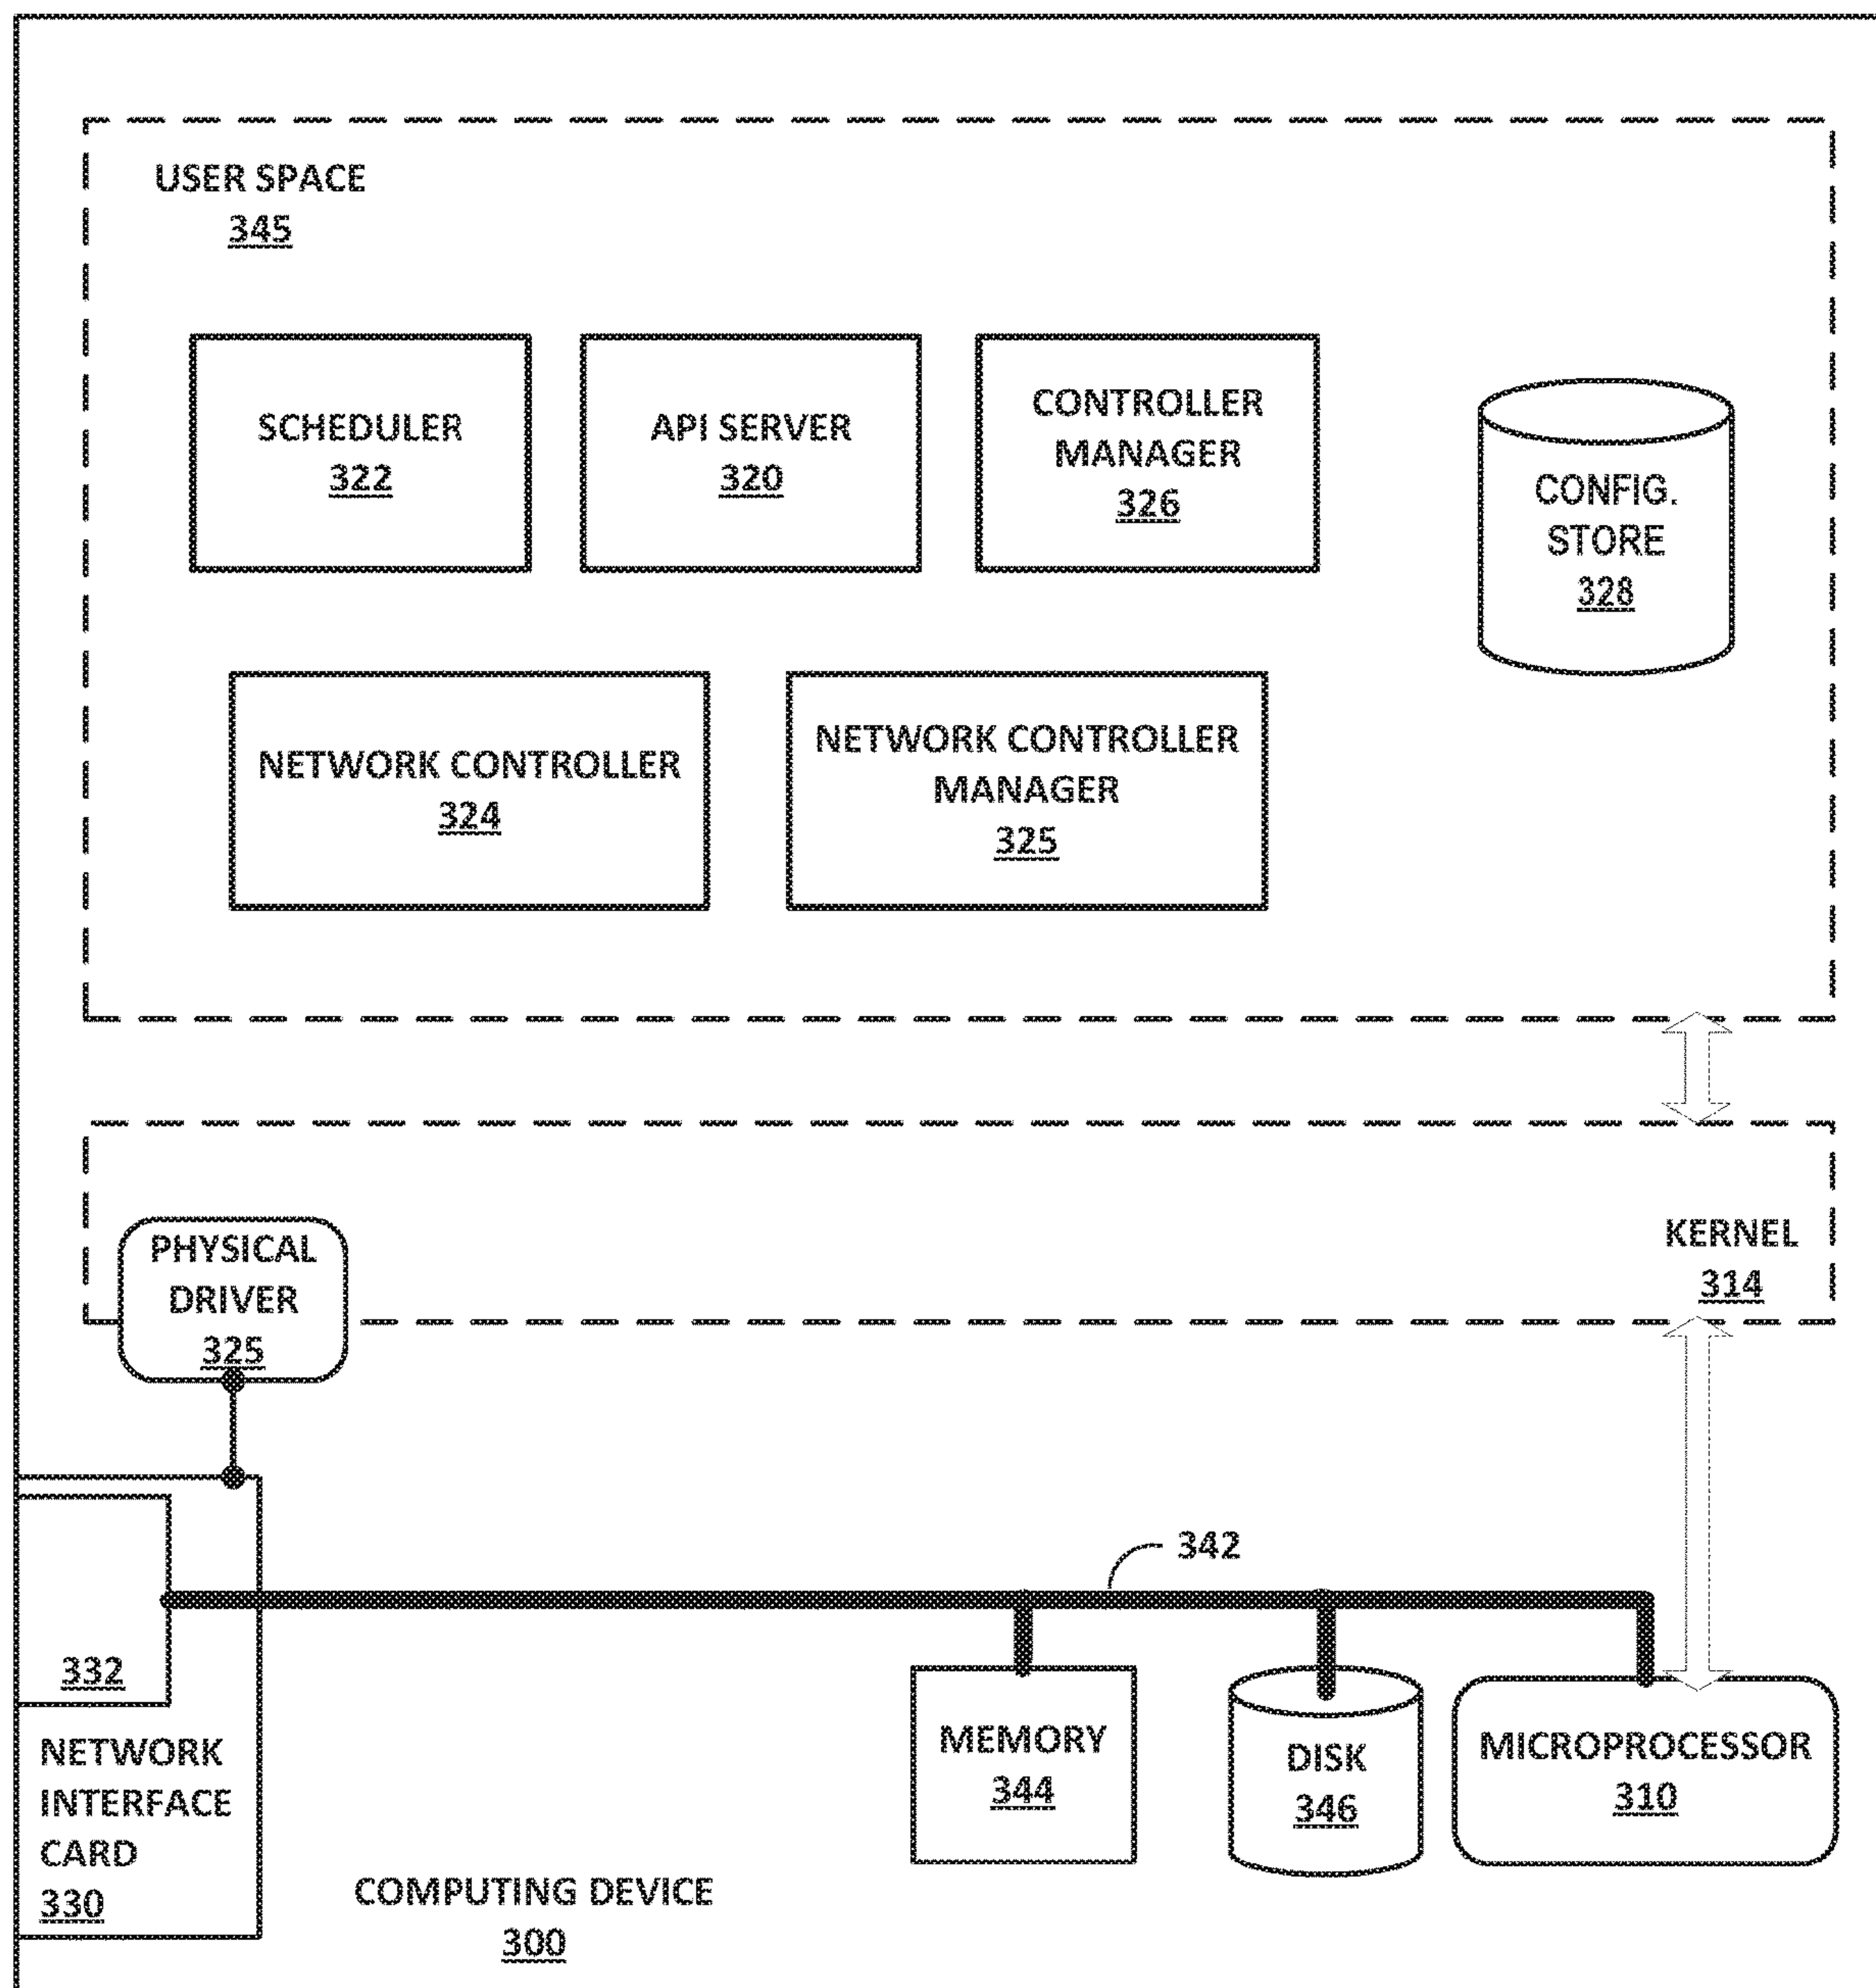 USER SPACE
345
SCHEDULER
322
API SERVER
320
CONTROLLER
MANAGER
326
CONFIG.
STORE
328
NETWORK CONTROLLER
324
NETWORK CONTROLLER
MANAGER
325
PHYSICAL
DRIVER
325
KERNEL
314
342
332
NETWORK
INTERFACE
CARD
330
MEMORY
344
DISK
346
MICROPROCESSOR
310
COMPUTING DEVICE
300